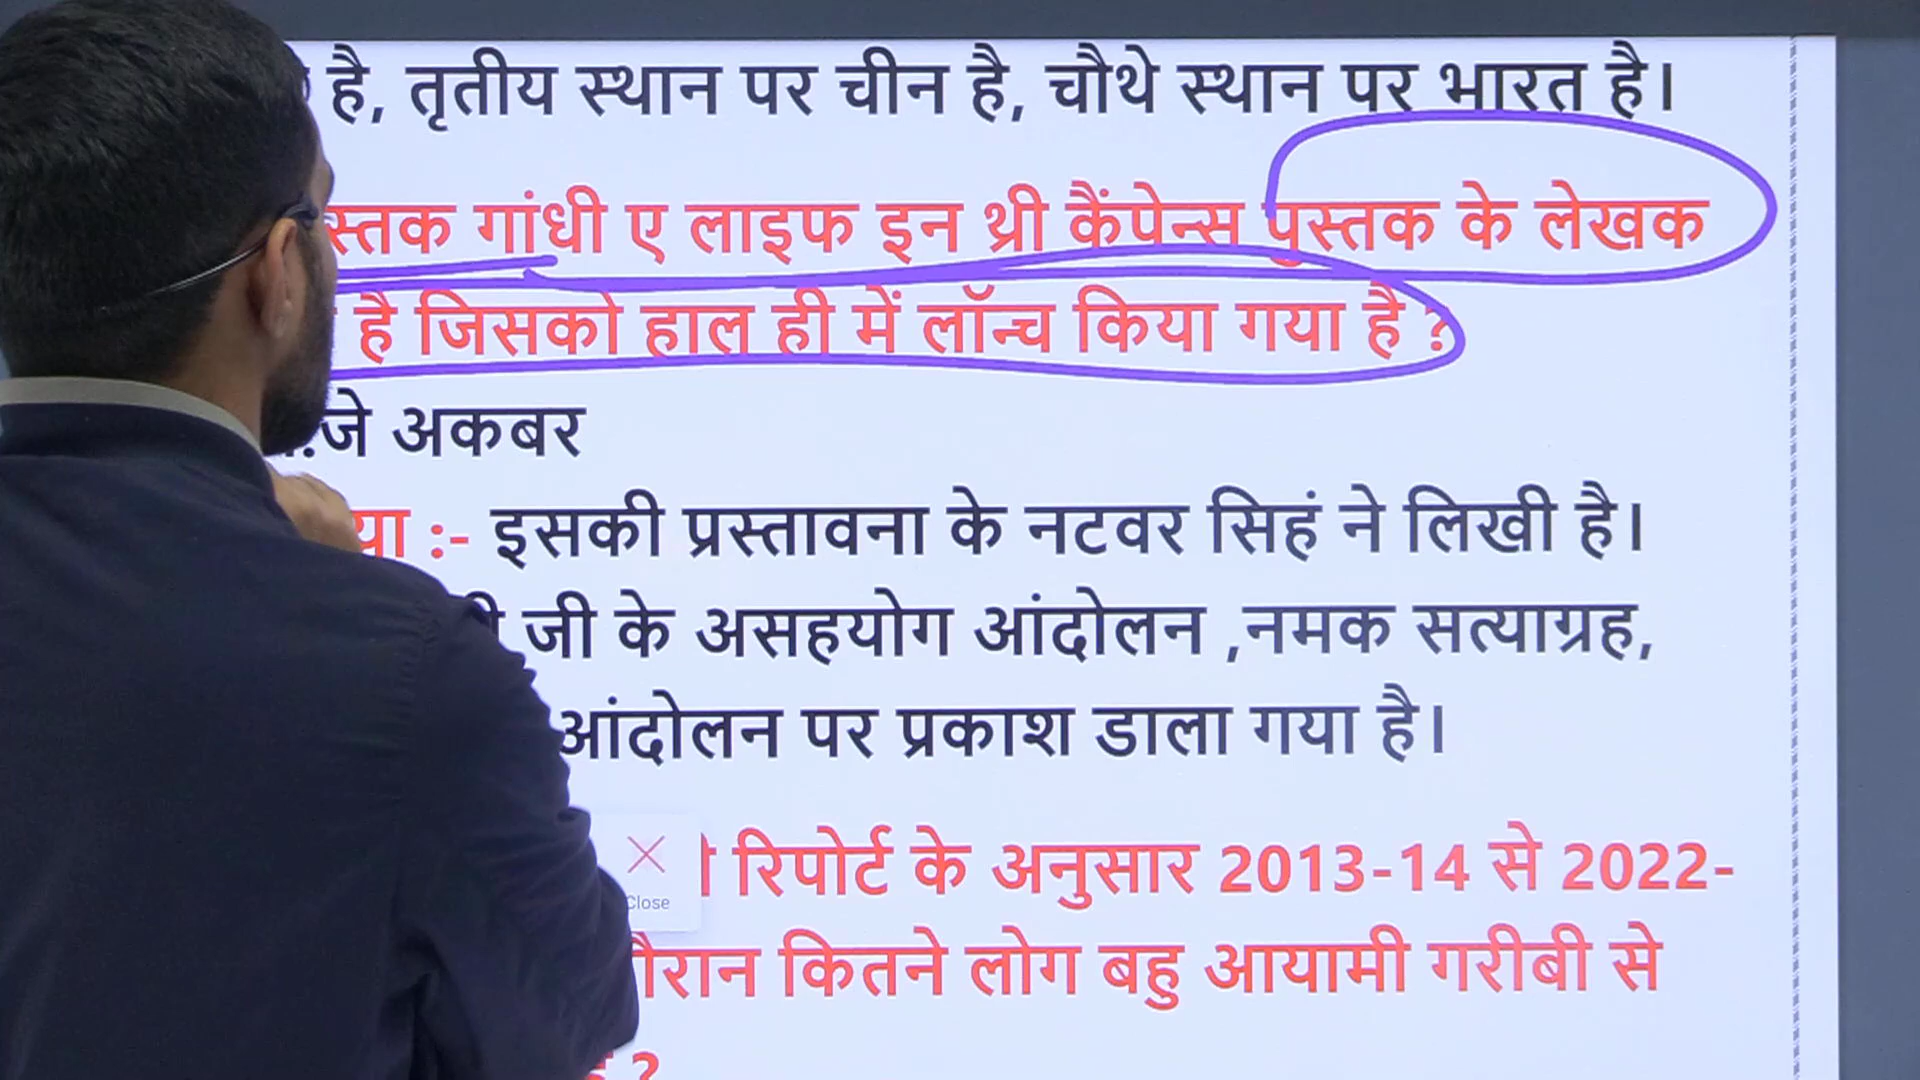 है, तृतीय स्थान पर चीन है, चौथे स्थान पर भारत है।
गांधी ए लाइफ इन थ्री कैंपेन्स पुस्तक के लेखक
है जिसको हाल ही में लॉन्च किया गया है ?
.जे अकबर
:- इसकी प्रस्तावना के नटवर सिहं ने लिखी है।
जी के असहयोग आंदोलन ,नमक सत्याग्रह,
आंदोलन पर प्रकाश डाला गया है।
रिपोर्ट के अनुसार 2013-14 से 2022-
Close
कितने लोग बहु आयामी गरीबी से
?